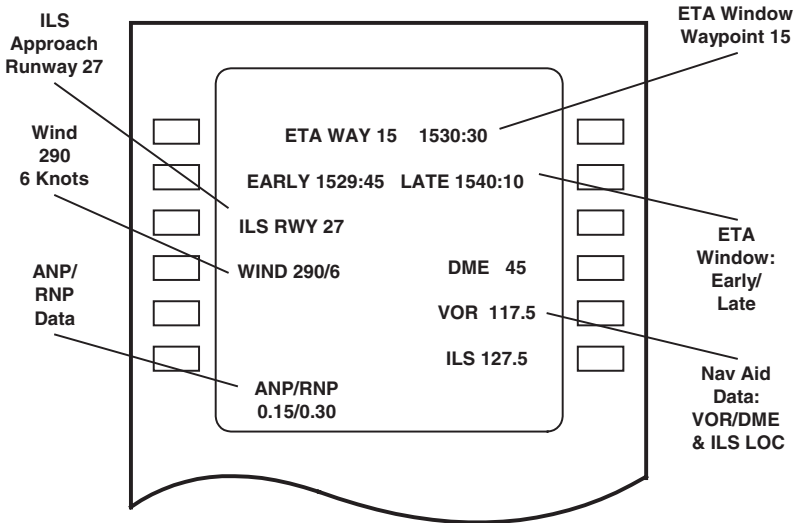 ILS
Approach
Runway 27
ETA Window
Waypoint 15
Wind
290
6 Knots
ANP/
RNP
Data
ETA WAY 15 1530:30
EARLY 1529:45 LATE 1540:10
ILS RWY 27
WIND 290/6
DME 45
VOR 117.5
ILS 127.5
ANP/RNP
0.15/0.30
ETA
Window:
Early/
Late
Nav Aid
Data:
VOR/DME
& ILS LOC